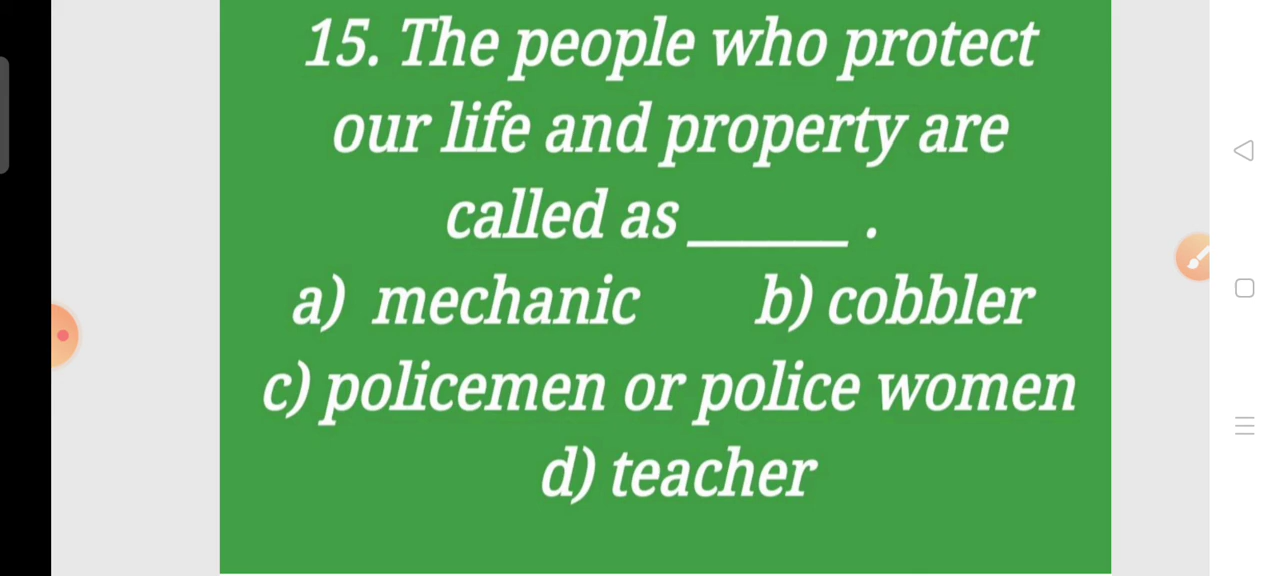 15. The people who protect
our life and property are
called as ______ .
a) mechanic b) cobbler
c) policemen or police women
d) teacher